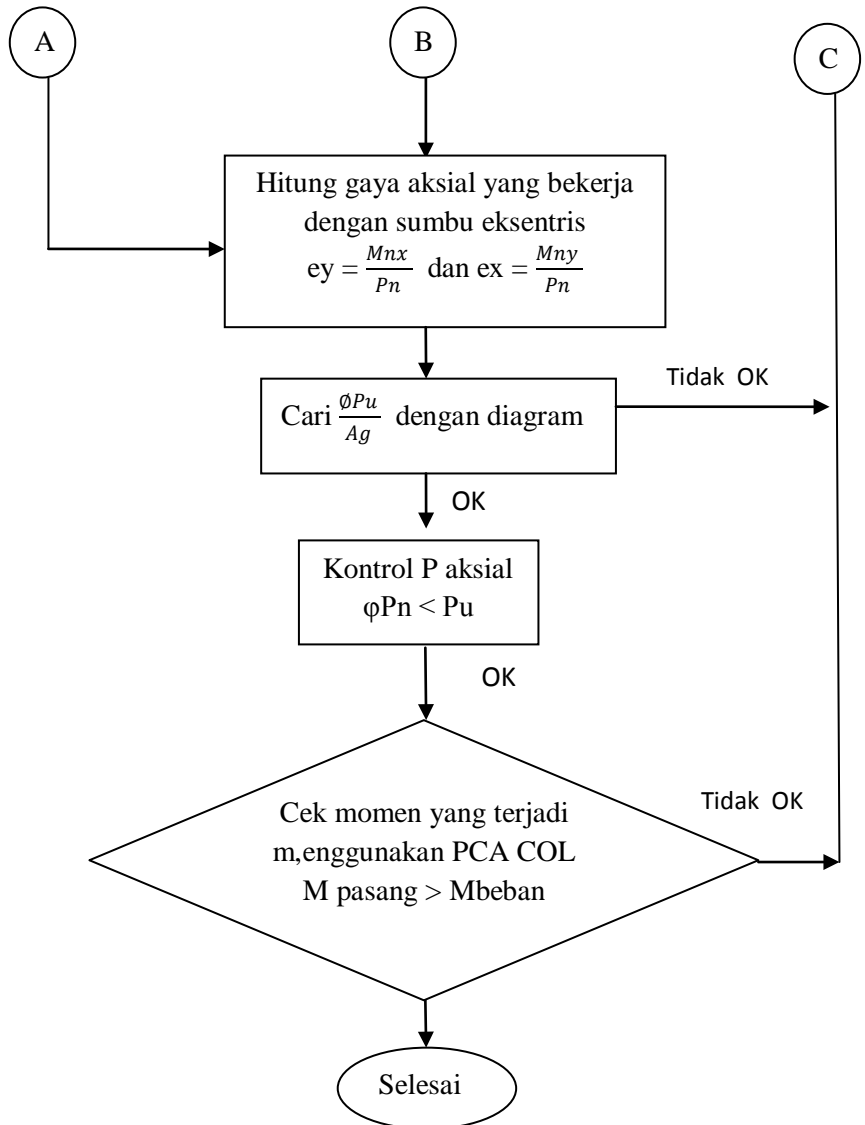 A
B
C
Hitung gaya aksial yang bekerja
dengan sumbu eksentris
ey = Mnx/Pn dan ex = Mny/Pn
Cari ØPu/Ag dengan diagram
Tidak OK
OK
Kontrol P aksial
φPn < Pu
OK
Cek momen yang terjadi
m,enggunakan PCA COL
M pasang > Mbeban
Tidak OK
Selesai